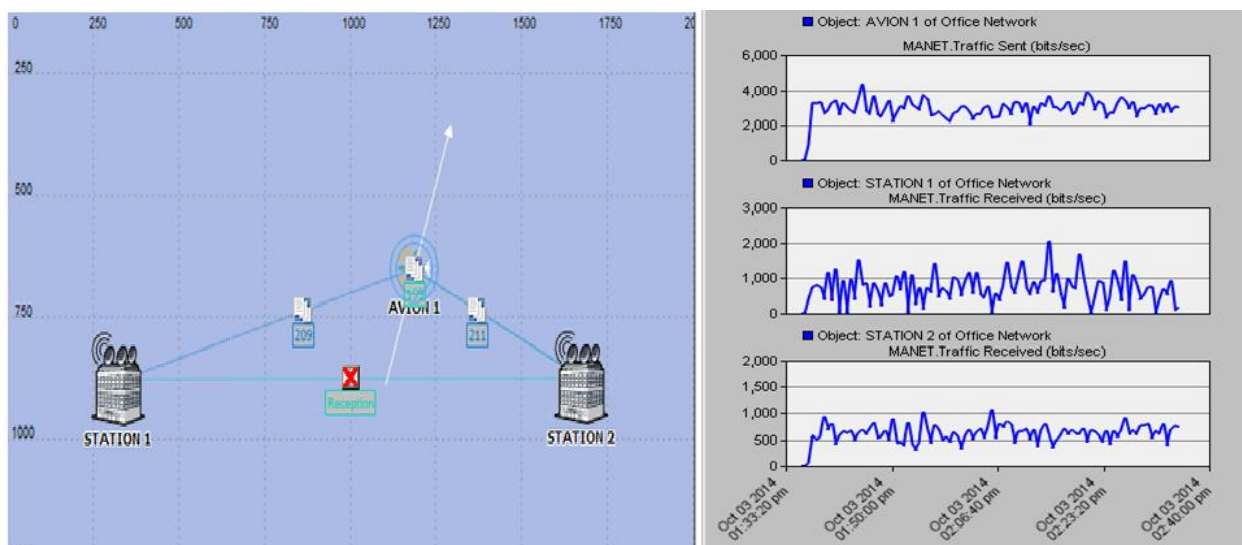 0 250 500 750 1000 1250 1500 1750 20
250
500
AVION 1
750
209
211
Reception
STATION 1
STATION 2
1000
Object: AVION 1 of Office Network
MANET.Traffic Sent (bits/sec)
6,000
4,000
2,000
0
Object: STATION 1 of Office Network
MANET.Traffic Received (bits/sec)
3,000
2,000
1,000
0
Object: STATION 2 of Office Network
MANET.Traffic Received (bits/sec)
2,000
1,500
1,000
500
0
Oct 03 2014
01:33:20 pm
Oct 03 2014
01:50:00 pm
Oct 03 2014
02:06:40 pm
Oct 03 2014
02:23:20 pm
Oct 03 2014
02:40:00 pm